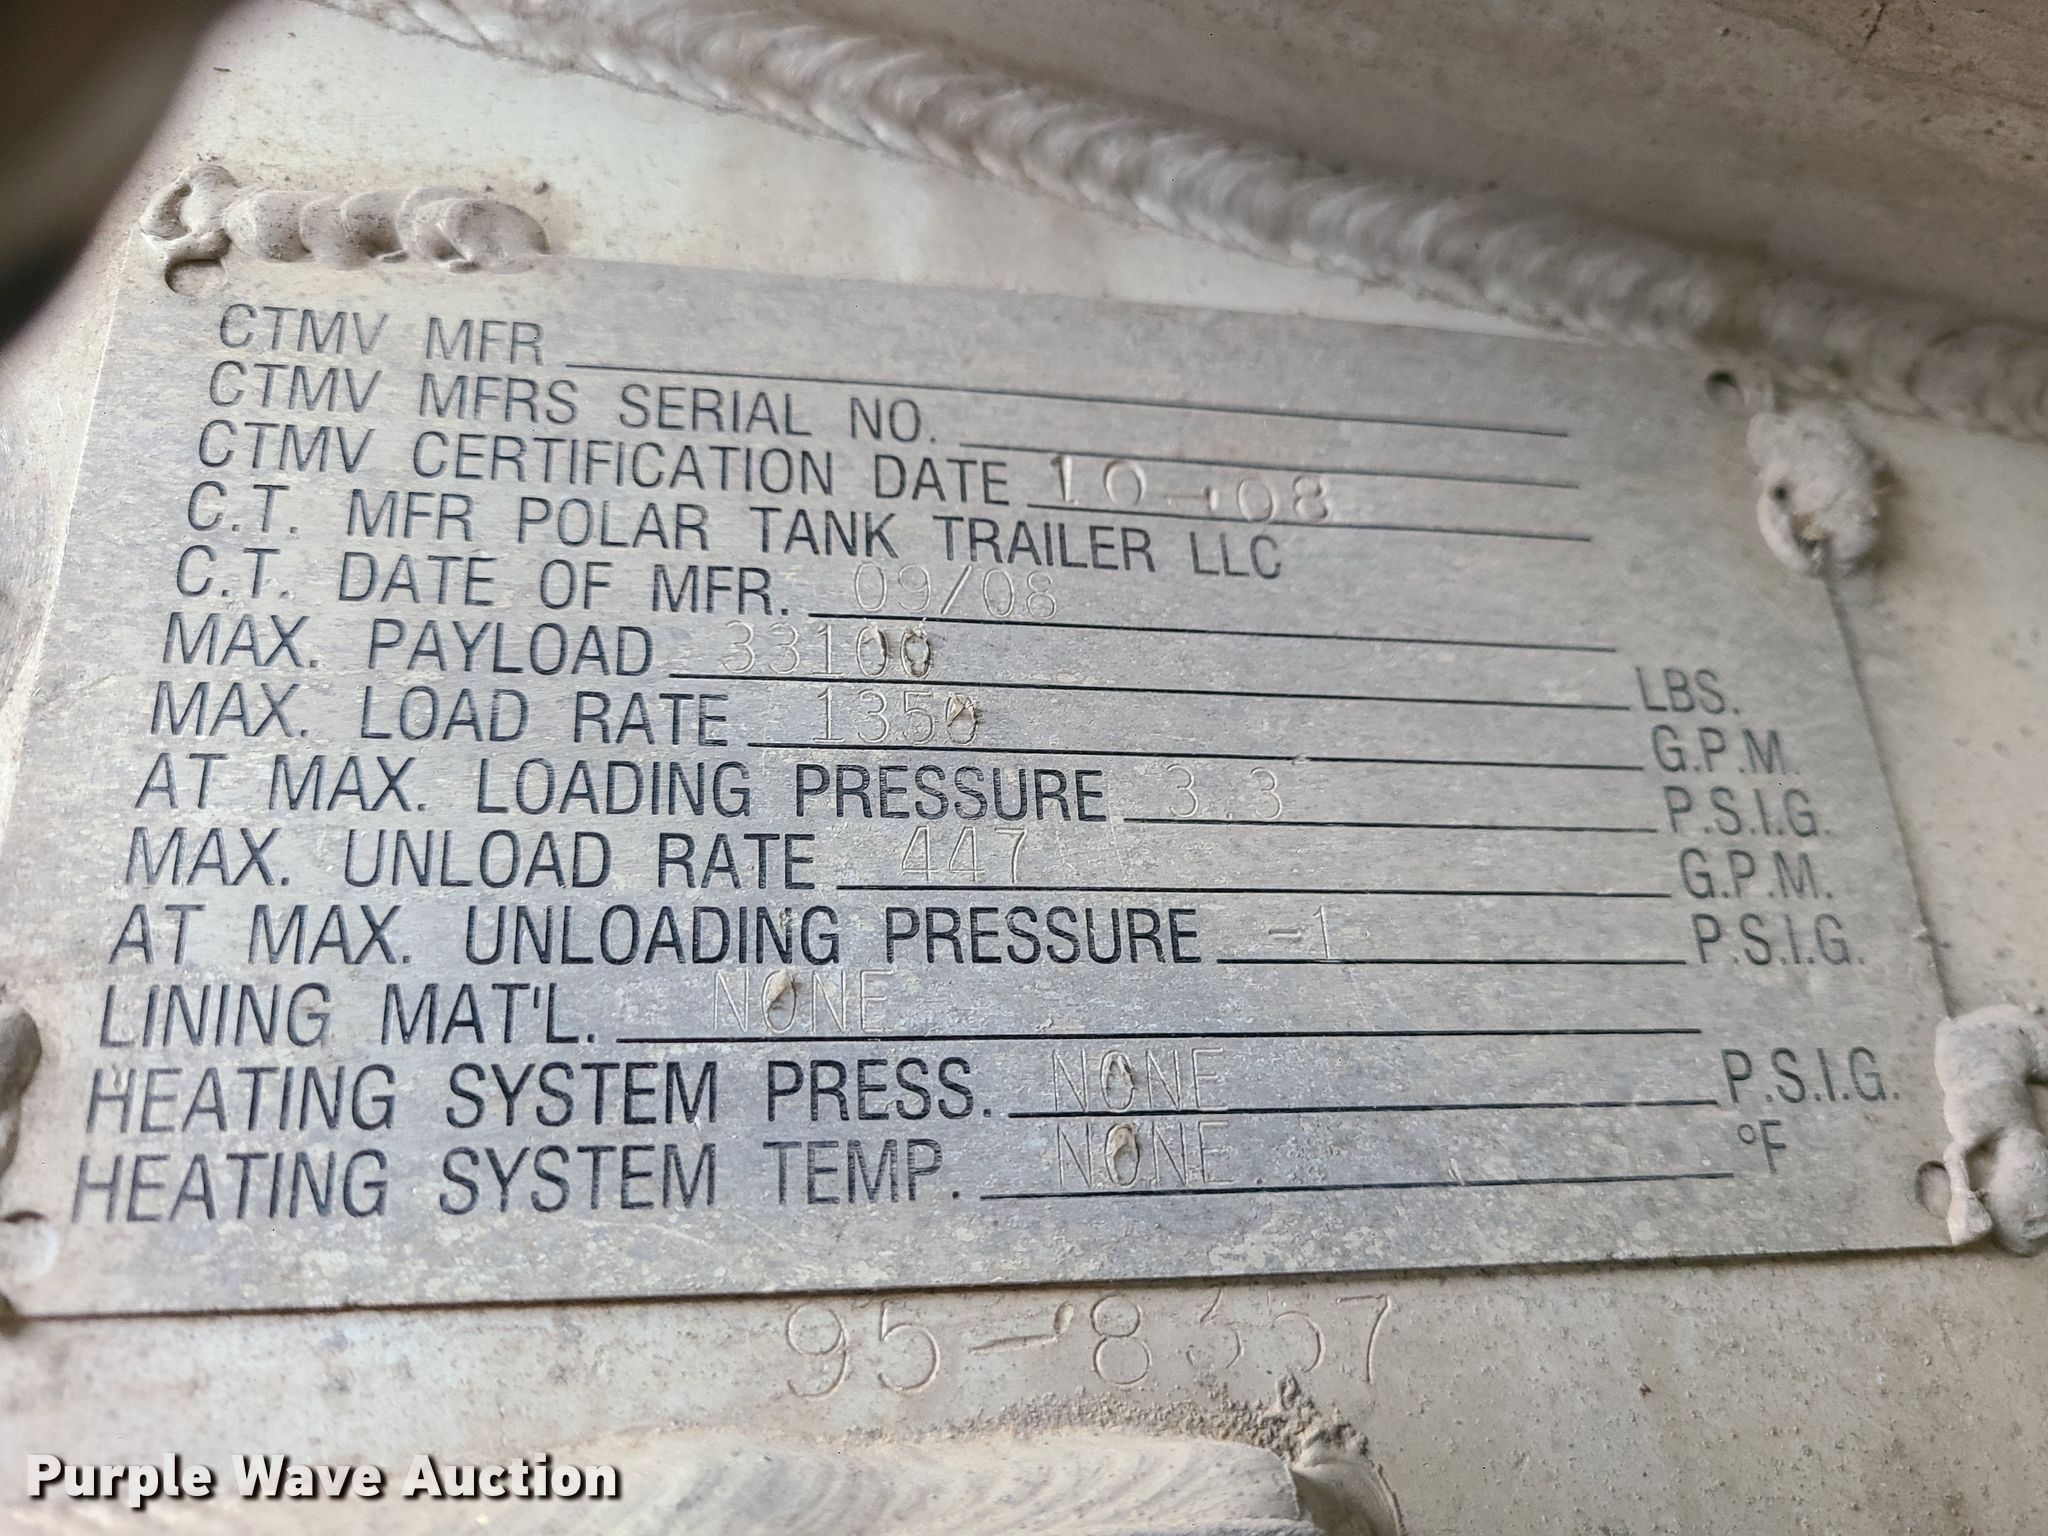 CTMV MFR
CTMV MFRS SERIAL NO.
CTMV CERTIFICATION DATE 10-08
C.T. MFR POLAR TANK TRAILER LLC
C.T. DATE OF MFR. 09/08
MAX. PAYLOAD 33100 LBS.
MAX. LOAD RATE 1350 G.P.M.
AT MAX. LOADING PRESSURE 3.3 P.S.I.G.
MAX. UNLOAD RATE 447 G.P.M.
AT MAX. UNLOADING PRESSURE -1 P.S.I.G.
LINING MAT'L. NONE
HEATING SYSTEM PRESS. NONE P.S.I.G.
HEATING SYSTEM TEMP. NONE. °F
95-8357
Purple Wave Auction